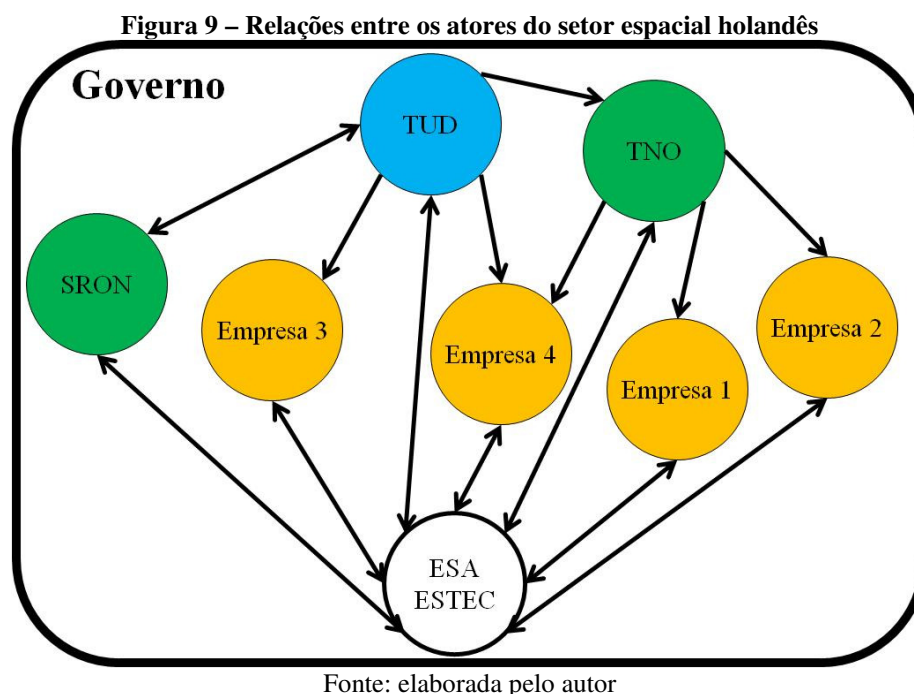 Figura 9 – Relações entre os atores do setor espacial holandês
Governo
TUD
TNO
SRON
Empresa 3
Empresa 4
Empresa 1
Empresa 2
ESA
ESTEC
Fonte: elaborada pelo autor